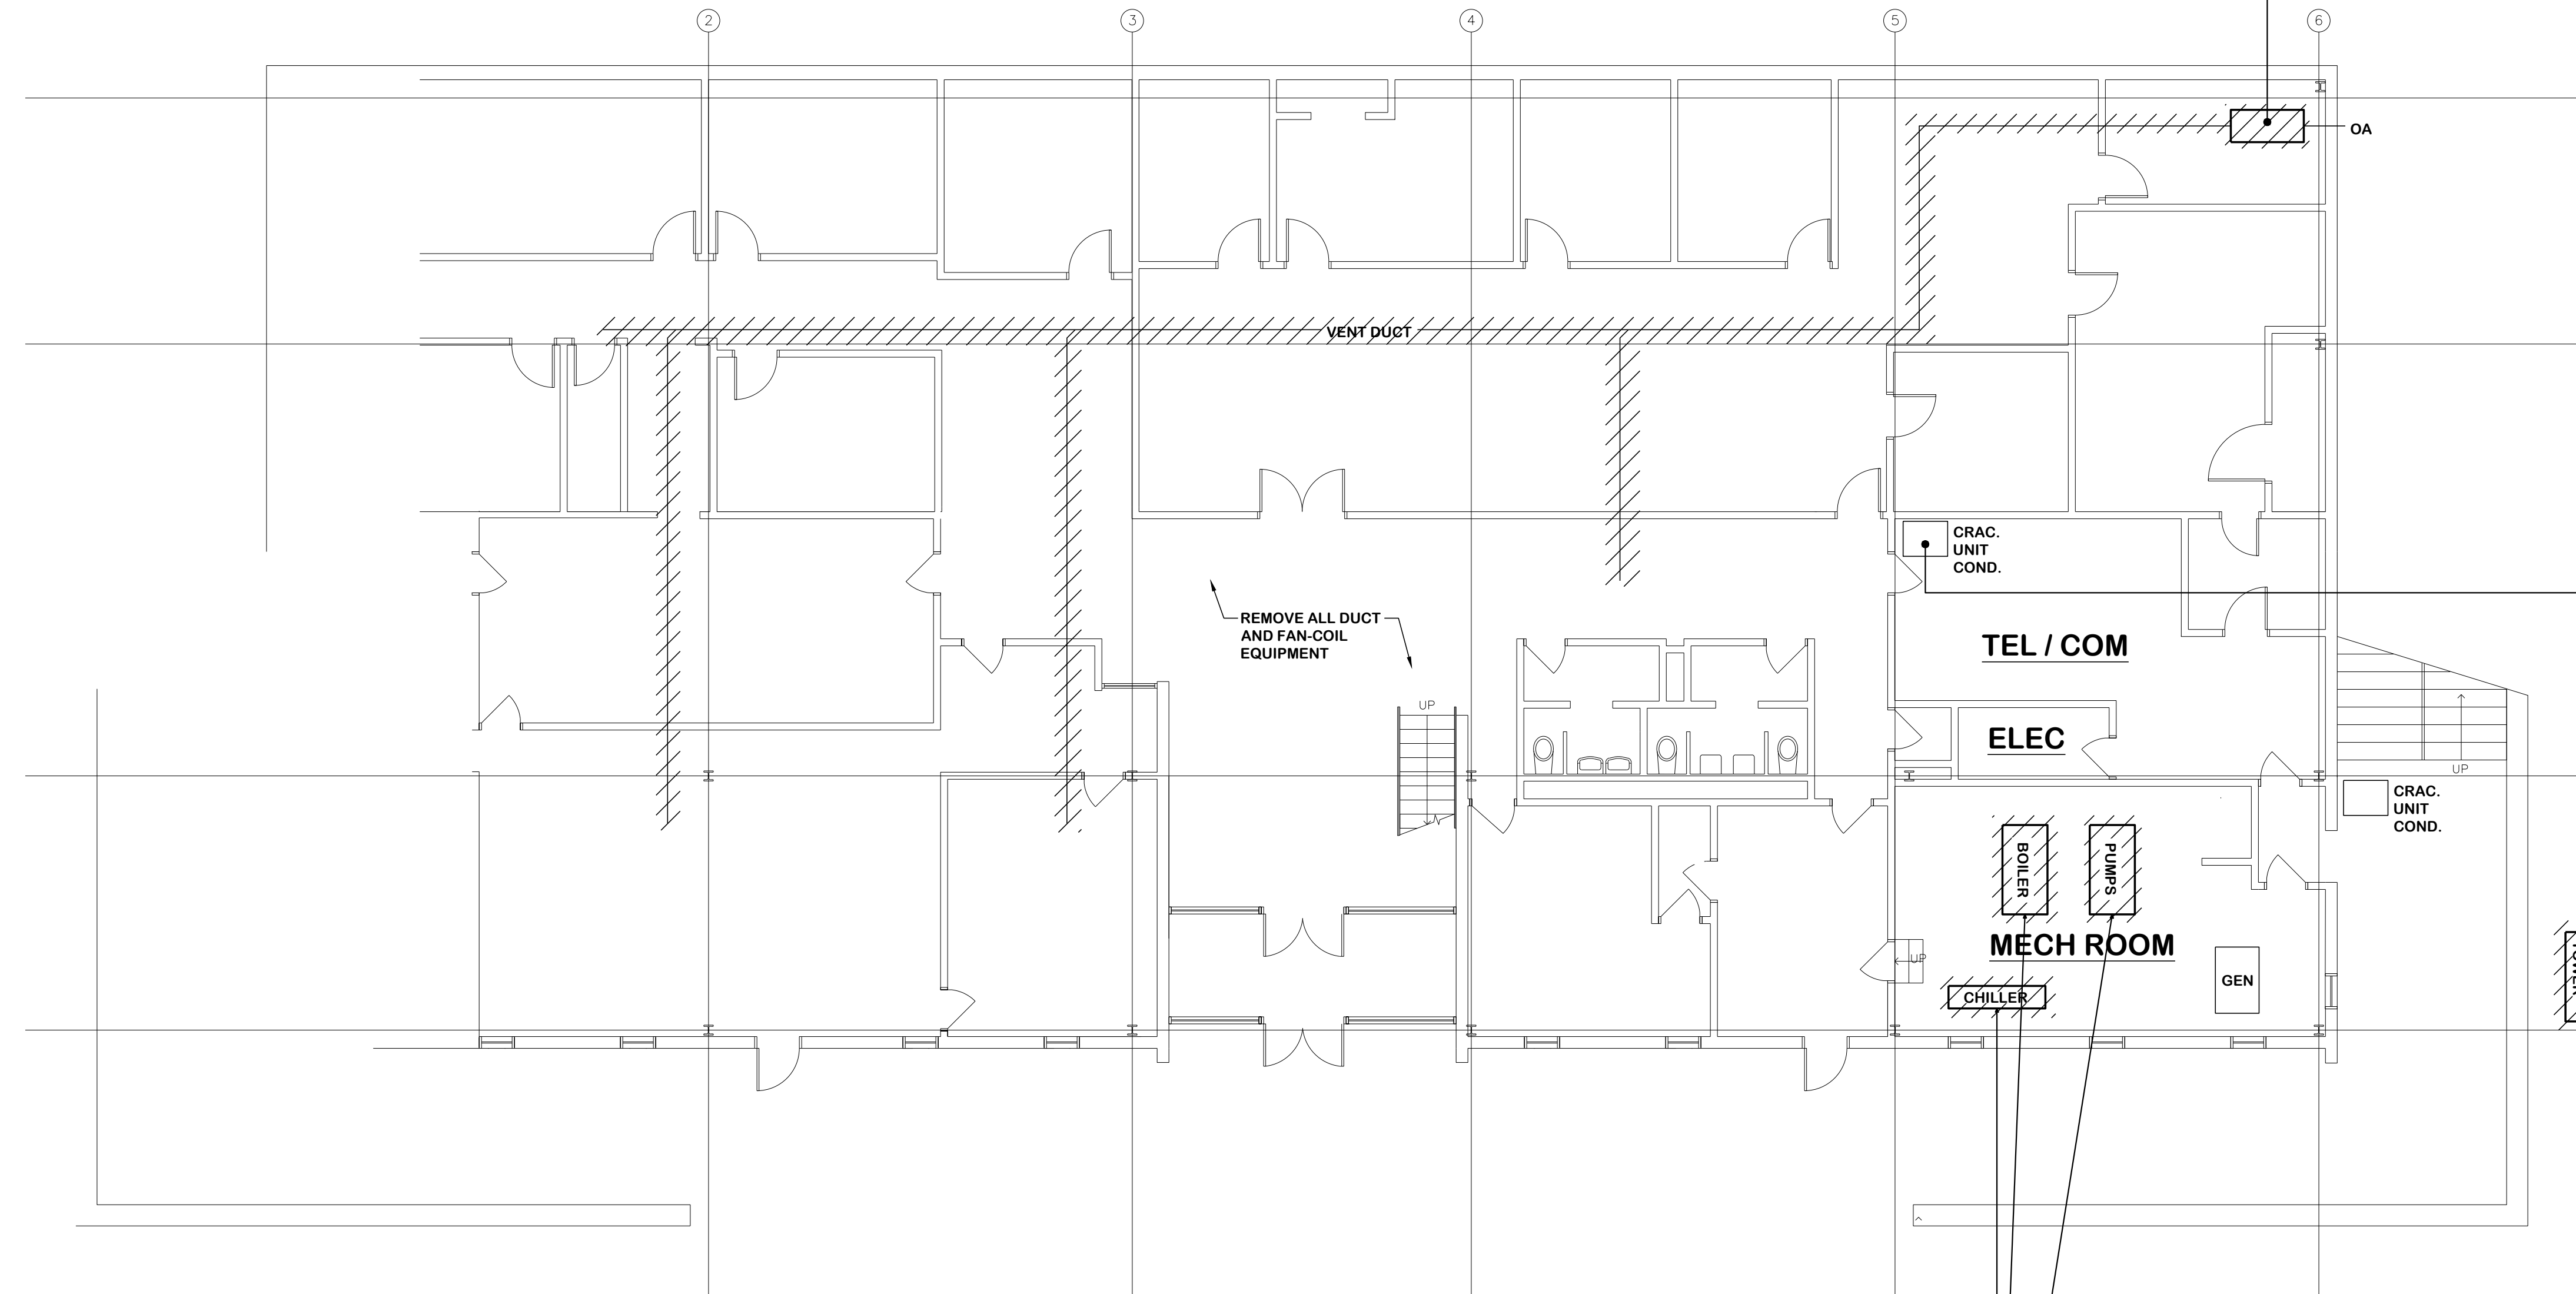 2
3
4
5
6
OA
VENT DUCT
CRAC.
UNIT
COND.
REMOVE ALL DUCT
AND FAN-COIL
EQUIPMENT
TEL / COM
UP
ELEC
UP
CRAC.
UNIT
COND.
BOILER
PUMPS
MECH ROOM
UP
GEN
CHILLER